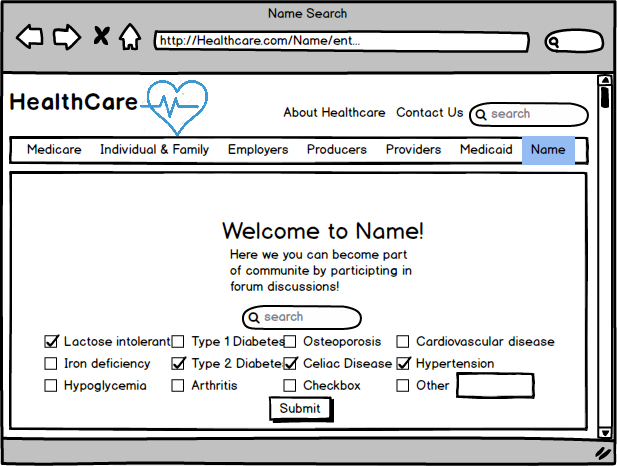 Name Search
http://Healthcare.com/Name/ent...
HealthCare
About Healthcare Contact Us search
Medicare Individual & Family Employers Producers Providers Medicaid Name
Welcome to Name!
Here we you can become part
of communite by participting in
forum discussions!
search
Lactose intolerant Type 1 Diabetes Osteoporosis Cardiovascular disease
Iron deficiency Type 2 Diabete Celiac Disease Hypertension
Hypoglycemia Arthritis Checkbox Other
Submit